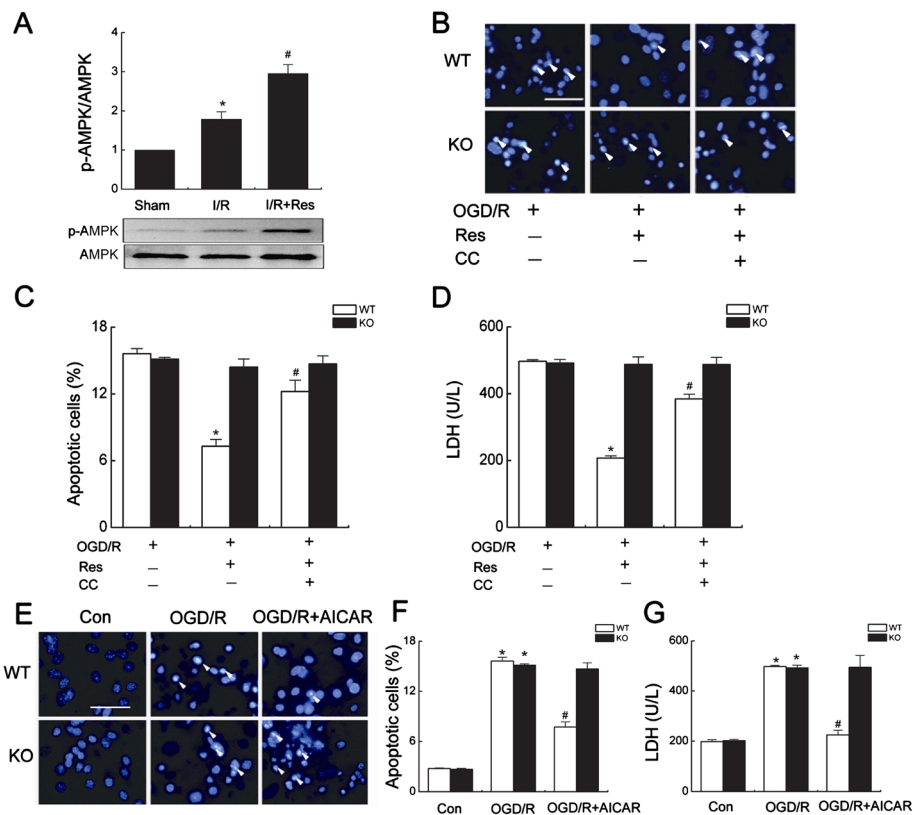 A
p-AMPK/AMPK
4
3
2
1
0
*
#
Sham I/R I/R+Res
p-AMPK
AMPK
B
WT
KO
OGD/R + + +
Res — + +
CC — — +
C
WT
KO
Apoptotic cells (%)
18
12
6
0
*
#
OGD/R + + +
Res — + +
CC — — +
D
WT
KO
LDH (U/L)
600
400
200
0
*
#
OGD/R + + +
Res — + +
CC — — +
E
Con OGD/R OGD/R+AICAR
WT
KO
F
WT
KO
Apoptotic cells (%)
18
12
6
0
* *
#
Con OGD/R OGD/R+AICAR
G
WT
KO
LDH (U/L)
600
400
200
0
* *
#
Con OGD/R OGD/R+AICAR